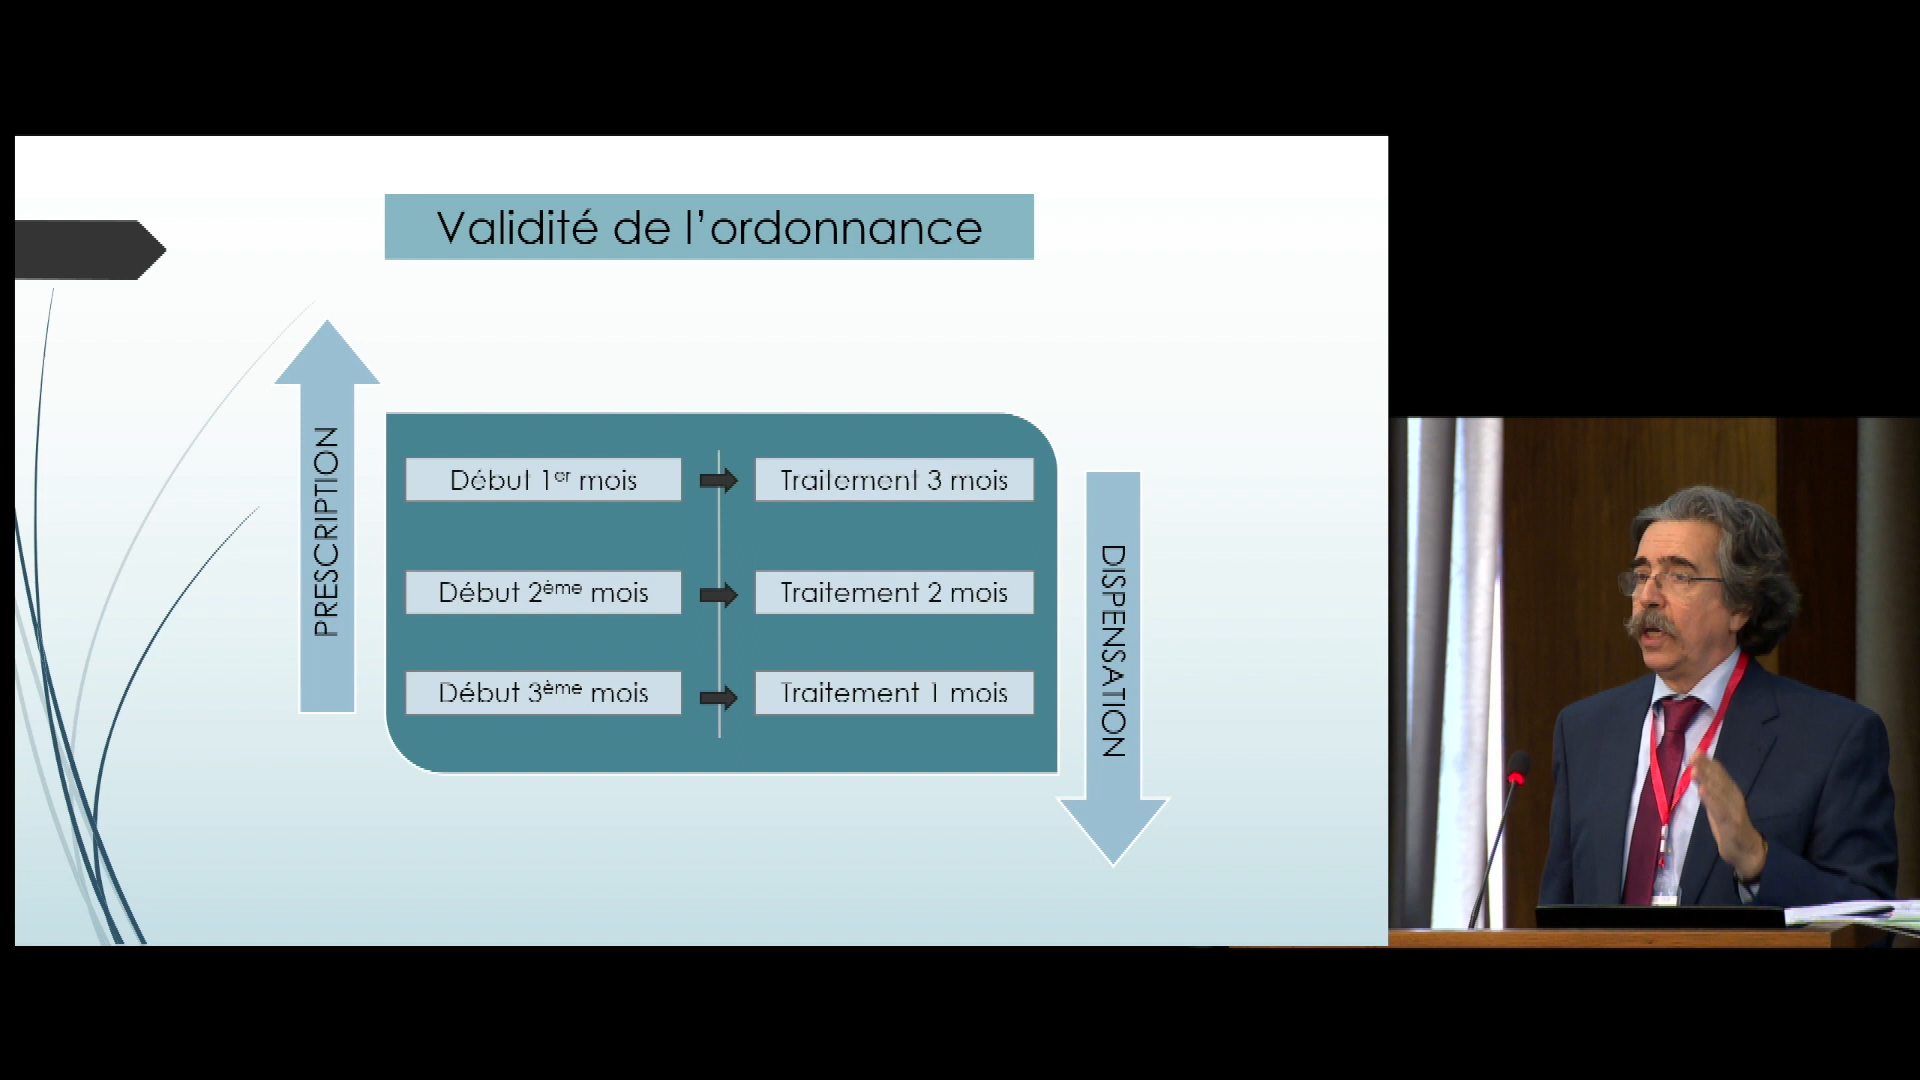 Validité de l'ordonnance
PRESCRIPTION
Début 1er mois
Traitement 3 mois
Début 2ème mois
Traitement 2 mois
Début 3ème mois
Traitement 1 mois
DISPENSATION